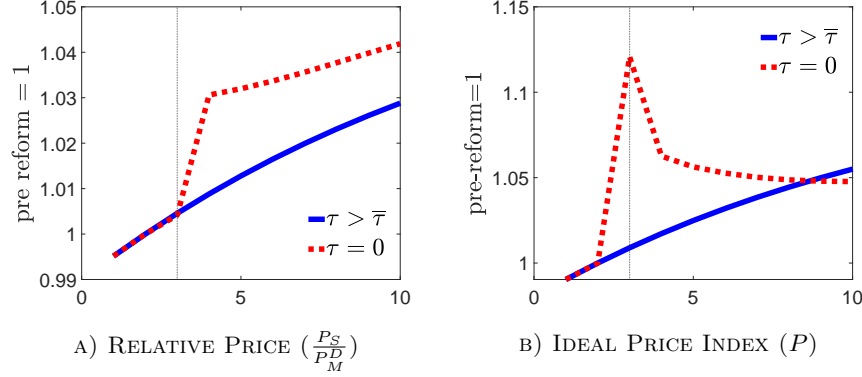 1.05
1.04
1.03
1.02
1.01
1
0.99
pre reform = 1
τ > τ̅
τ = 0
0
5
10
A) RELATIVE PRICE (P_S/P_M^D)
1.15
1.1
1.05
1
pre-reform=1
τ > τ̅
τ = 0
0
5
10
B) IDEAL PRICE INDEX (P)